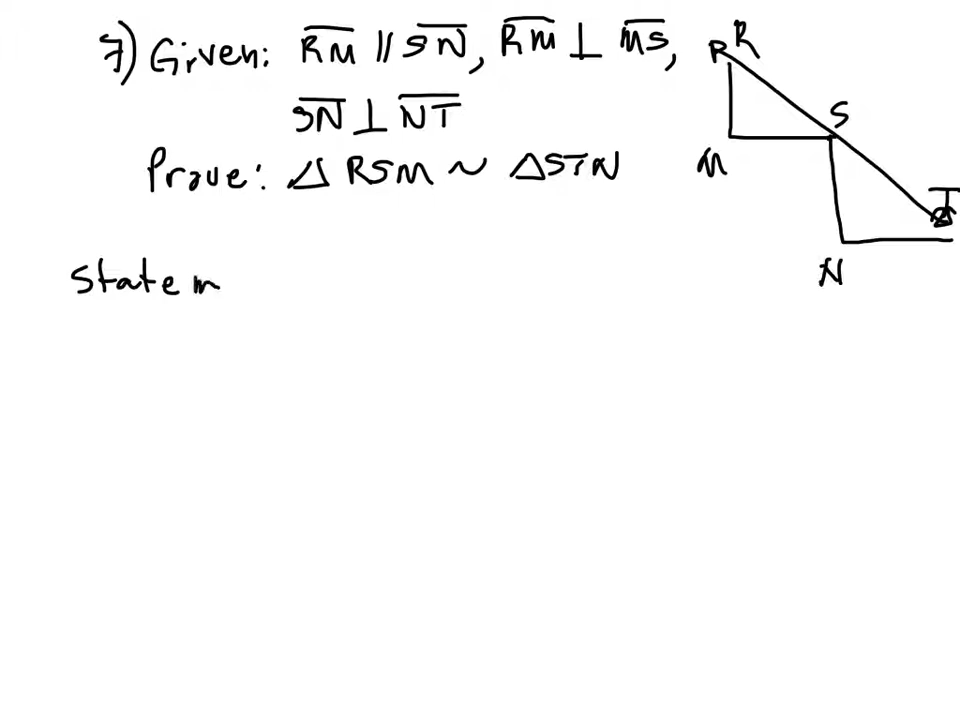 7) Given: RM ∥ SN, RM ⊥ MS,
SN ⊥ NT
Prove: △ RSM ~ △STN
R R
S
M
T
N
Statem